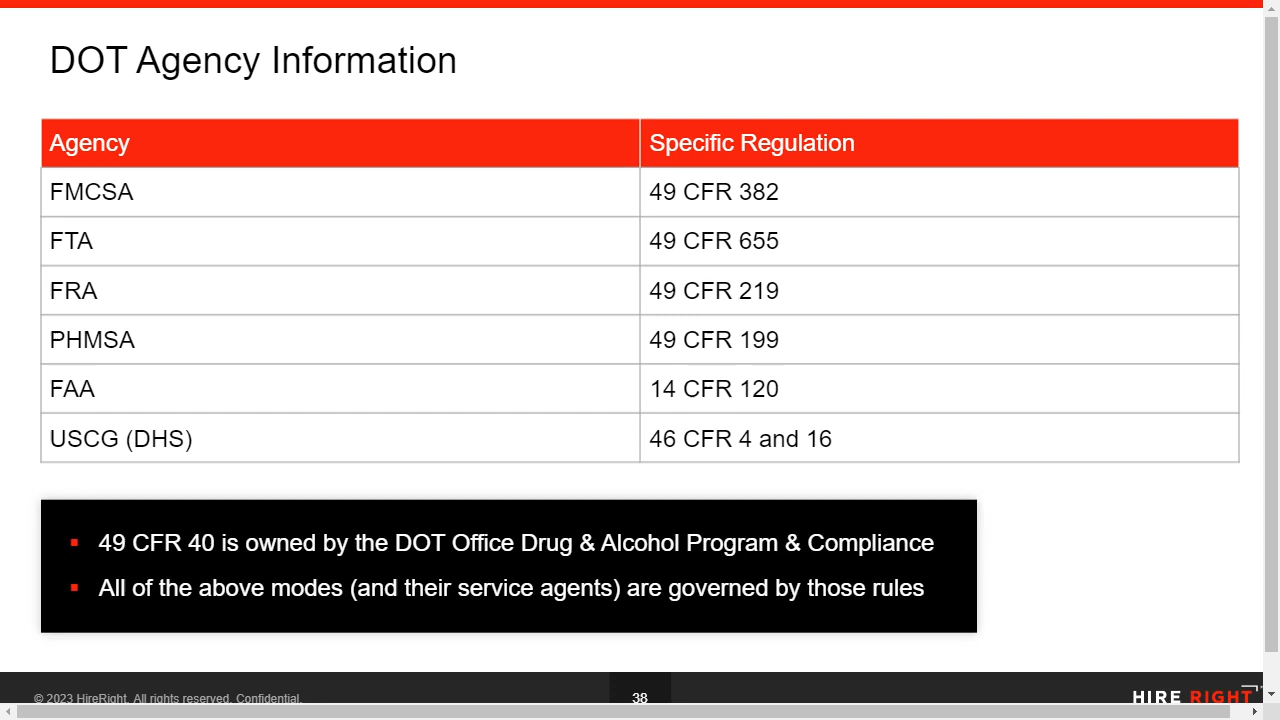 DOT Agency Information
Agency Specific Regulation
FMCSA 49 CFR 382
FTA 49 CFR 655
FRA 49 CFR 219
PHMSA 49 CFR 199
FAA 14 CFR 120
USCG (DHS) 46 CFR 4 and 16
▪ 49 CFR 40 is owned by the DOT Office Drug & Alcohol Program & Compliance
▪ All of the above modes (and their service agents) are governed by those rules
© 2023 HireRight. All rights reserved. Confidential. 38 HIRE RIGHT